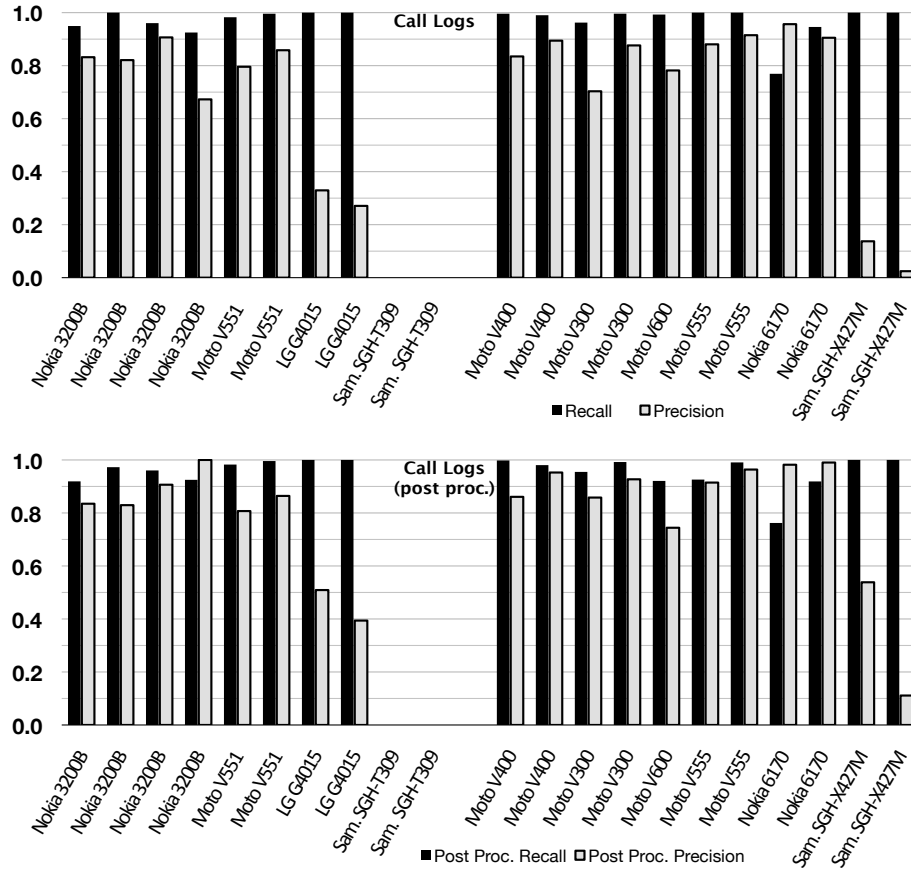 Call Logs
1.0
0.8
0.6
0.4
0.2
0.0
Nokia 3200B
Nokia 3200B
Nokia 3200B
Nokia 3200B
Moto V551
Moto V551
LG G4015
LG G4015
Sam. SGH-T309
Sam. SGH-T309
Moto V400
Moto V400
Moto V300
Moto V300
Moto V600
Moto V555
Moto V555
Nokia 6170
Nokia 6170
Sam. SGH-X427M
Sam. SGH-X427M
Recall
Precision
Call Logs
(post proc.)
1.0
0.8
0.6
0.4
0.2
0.0
Nokia 3200B
Nokia 3200B
Nokia 3200B
Nokia 3200B
Moto V551
Moto V551
LG G4015
LG G4015
Sam. SGH-T309
Sam. SGH-T309
Moto V400
Moto V400
Moto V300
Moto V300
Moto V600
Moto V555
Moto V555
Nokia 6170
Nokia 6170
Sam. SGH-X427M
Sam. SGH-X427M
Post Proc. Recall
Post Proc. Precision